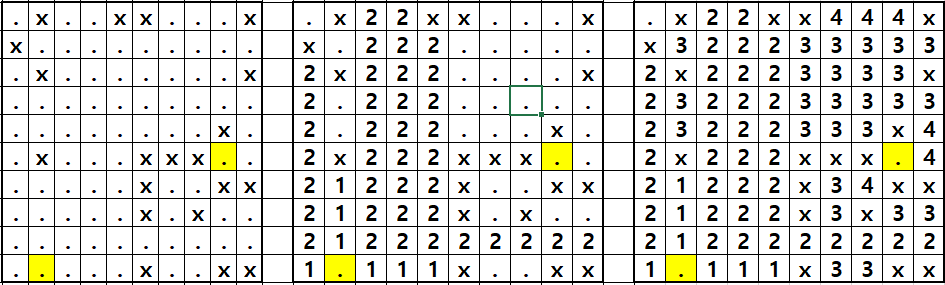 . x . . x x . . . x . x 2 2 x x . . . x . x 2 2 x x 4 4 4 x
x . . . . . . . . . x . 2 2 2 . . . . . x 3 2 2 2 3 3 3 3 3
. x . . . . . . . x 2 x 2 2 2 . . . . x 2 x 2 2 2 3 3 3 3 x
. . . . . . . . . . 2 . 2 2 2 . . . . . 2 3 2 2 2 3 3 3 3 3
. . . . . . . . x . 2 . 2 2 2 . . . x . 2 3 2 2 2 3 3 3 x 4
. x . . . x x x . . 2 x 2 2 2 x x x . . 2 x 2 2 2 x x x . 4
. . . . . x . . x x 2 1 2 2 2 x . . x x 2 1 2 2 2 x 3 4 x x
. . . . . x . x . . 2 1 2 2 2 x . x . . 2 1 2 2 2 x 3 x 3 3
. . . . . . . . . . 2 1 2 2 2 2 2 2 2 2 2 1 2 2 2 2 2 2 2 2
. . . . . x . . x x 1 . 1 1 1 x . . x x 1 . 1 1 1 x 3 3 x x